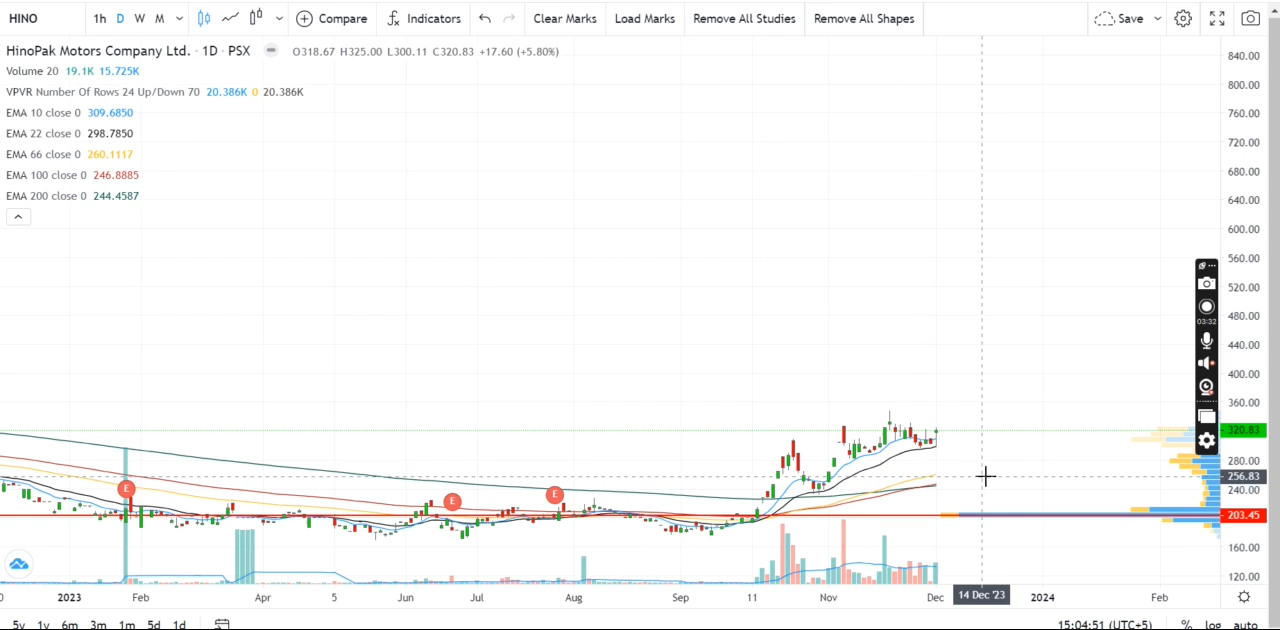 HINO 1h D W M Compare Indicators Clear Marks Load Marks Remove All Studies Remove All Shapes Save
HinoPak Motors Company Ltd. · 1D · PSX O318.67 H325.00 L300.11 C320.83 +17.60 (+5.80%)
Volume 20 19.1K 15.725K
VPVR Number Of Rows 24 Up/Down 70 20.386K 0 20.386K
EMA 10 close 0 309.6850
EMA 22 close 0 298.7850
EMA 66 close 0 260.1117
EMA 100 close 0 246.8885
EMA 200 close 0 244.4587
840.00
800.00
760.00
720.00
680.00
640.00
600.00
560.00
520.00
480.00
03:32
440.00
400.00
360.00
320.83
280.00
256.83
240.00
E
E
E
203.45
160.00
120.00
2023 Feb Apr 5 Jun Jul Aug Sep 11 Nov Dec 14 Dec '23 2024 Feb
5y 1y 6m 3m 1m 5d 1d 15:04:51 (UTC+5) % log auto